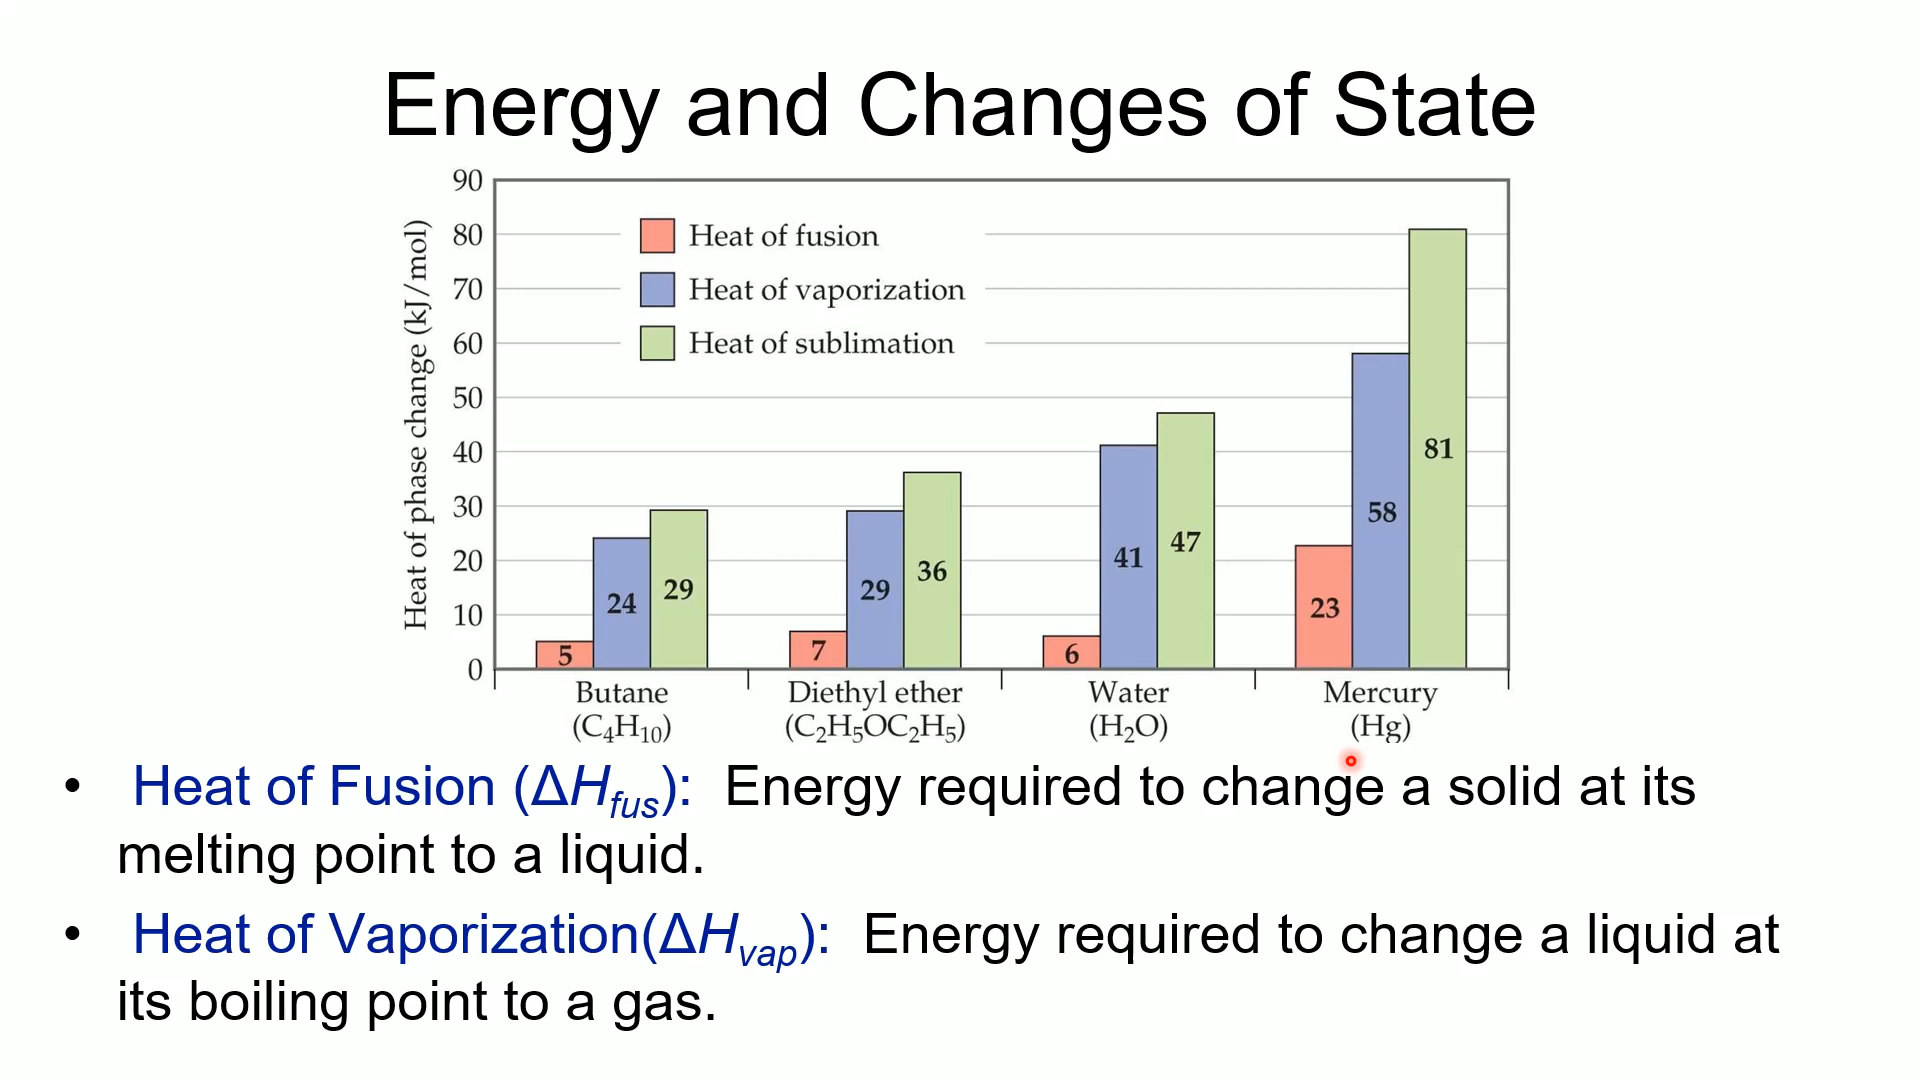 Energy and Changes of State
90
80
70
60
50
40
30
20
10
0
Heat of phase change (kJ/mol)
Heat of fusion
Heat of vaporization
Heat of sublimation
5
24
29
7
29
36
6
41
47
23
58
81
Butane
(C₄H₁₀)
Diethyl ether
(C₂H₅OC₂H₅)
Water
(H₂O)
Mercury
(Hg)
• Heat of Fusion (ΔHfus): Energy required to change a solid at its
melting point to a liquid.
• Heat of Vaporization(ΔHvap): Energy required to change a liquid at
its boiling point to a gas.